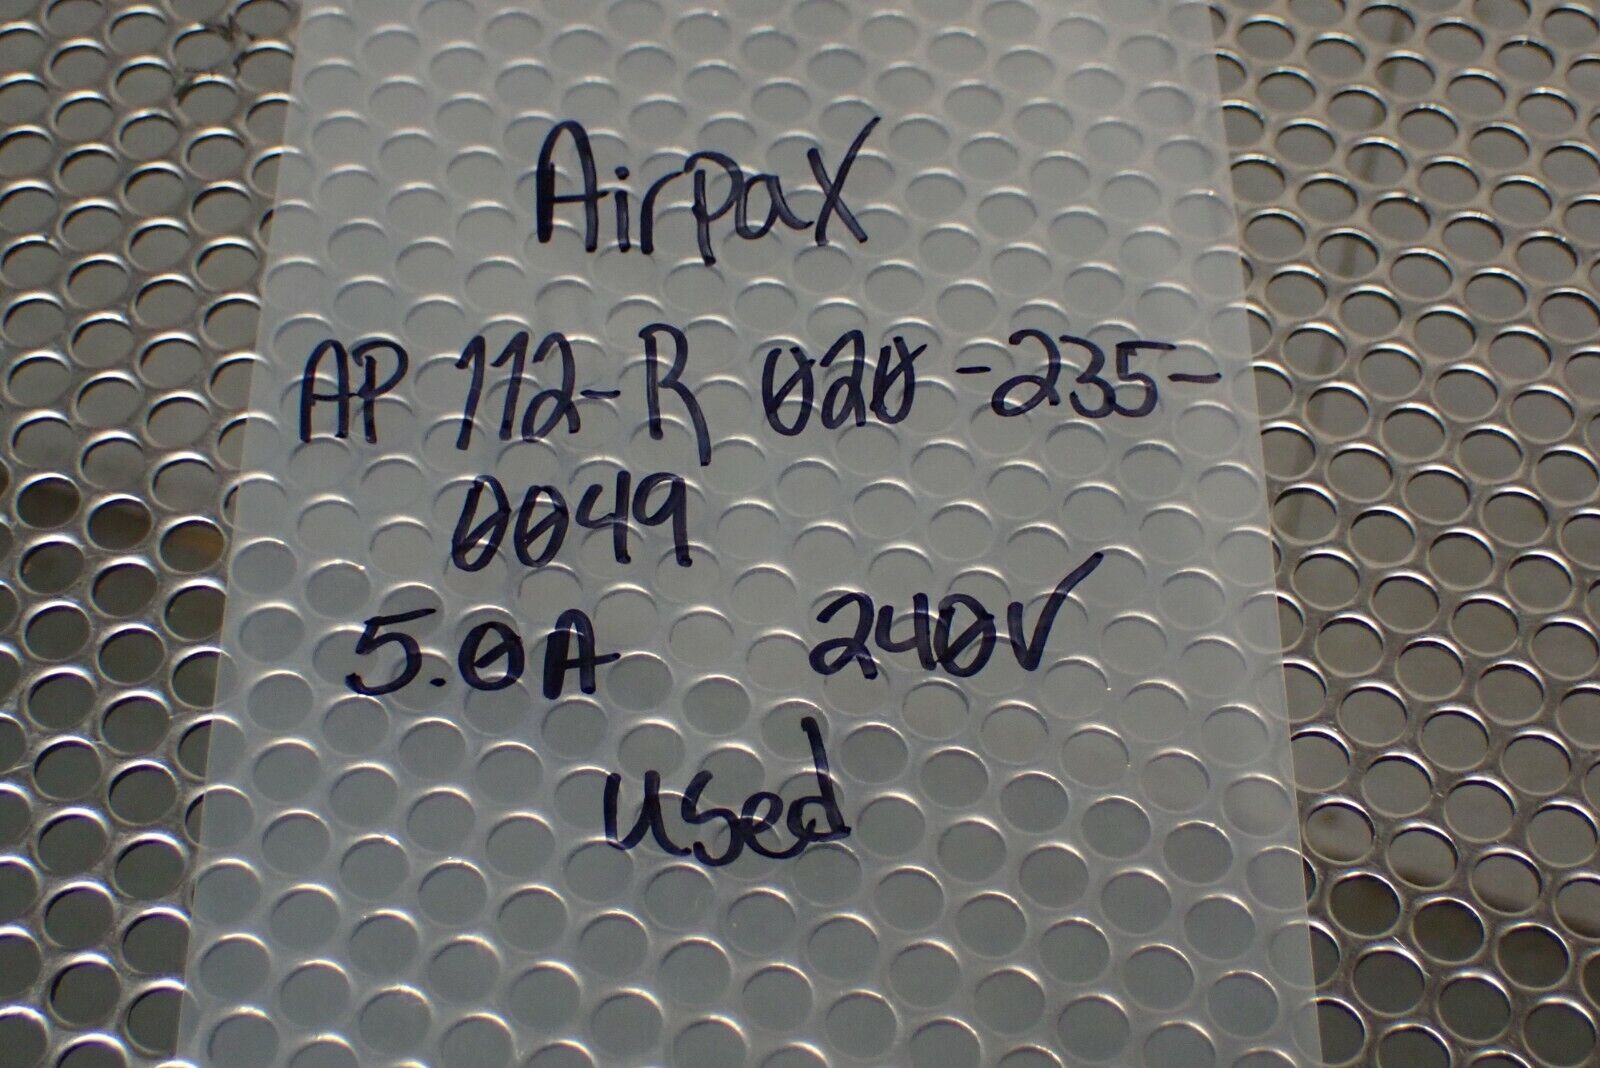 Airpax
AP 112-R 020-235-
0049
5.0A 240V
Used